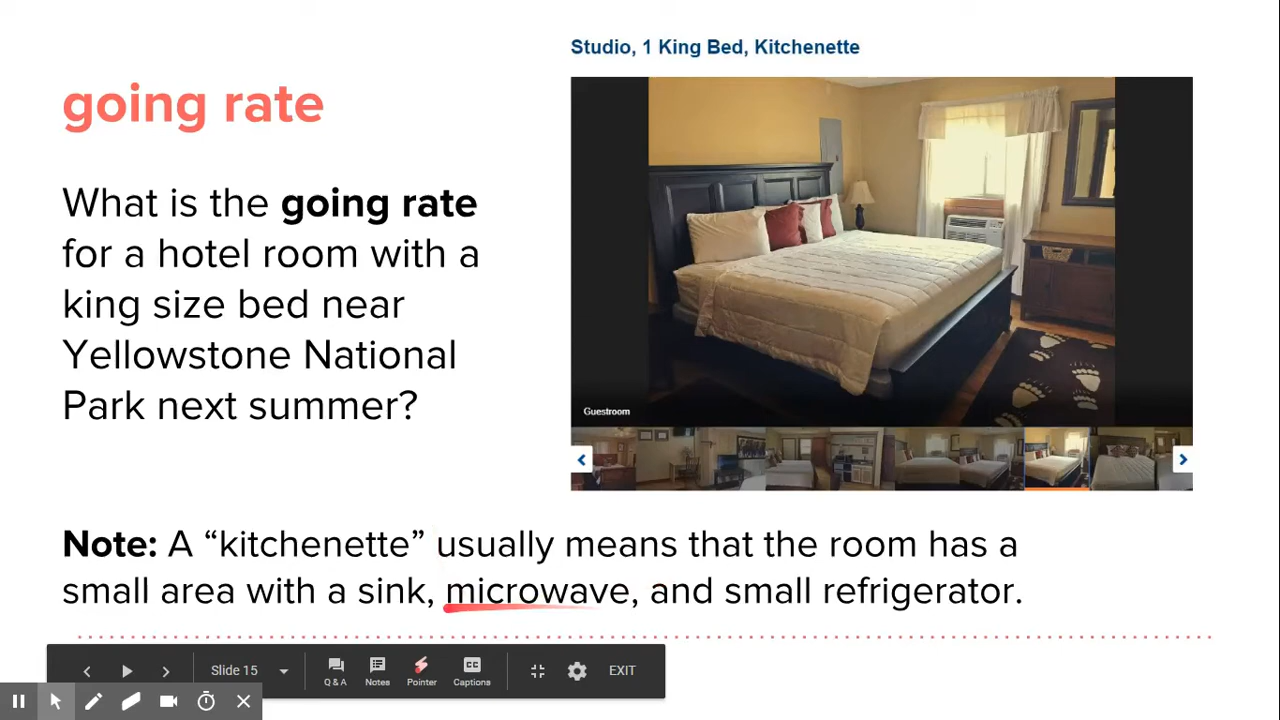 Studio, 1 King Bed, Kitchenette
going rate
What is the going rate
for a hotel room with a
king size bed near
Yellowstone National
Park next summer?
Guestroom
Note: A “kitchenette” usually means that the room has a
small area with a sink, microwave, and small refrigerator.
Slide 15
Q & A
Notes
Pointer
CC
Captions
EXIT